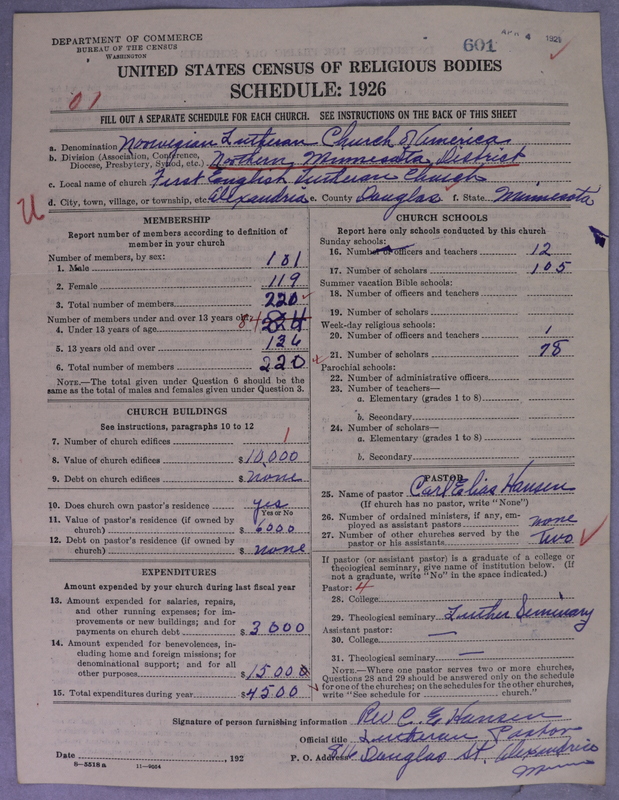 DEPARTMENT OF COMMERCE
BUREAU OF THE CENSUS
WASHINGTON
601
APR 4 192
UNITED STATES CENSUS OF RELIGIOUS BODIES
SCHEDULE: 1926
01
FILL OUT A SEPARATE SCHEDULE FOR EACH CHURCH. SEE INSTRUCTIONS ON THE BACK OF THIS SHEET
a. Denomination Norwegian Lutheran Church of America
b. Division (Association, Conference, Diocese, Presbytery, Synod, etc.) Northern Minnesota District
c. Local name of church First English Lutheran Church
d. City, town, village, or township, etc. Alexandria e. County Douglas f. State Minnesota
MEMBERSHIP
Report number of members according to definition of
member in your church
Number of members, by sex:
1. Male 101
2. Female 119
3. Total number of members 220
Number of members under and over 13 years of age:
4. Under 13 years of age 84
5. 13 years old and over 136
6. Total number of members 220
NOTE.—The total given under Question 6 should be
same as the total of males and females given under Question 3.
CHURCH BUILDINGS
See instructions, paragraphs 10 to 12
7. Number of church edifices 1
8. Value of church edifices $10,000
9. Debt on church edifices $none
10. Does church own pastor's residence yes
Yes or No
11. Value of pastor's residence (if owned by
church) $6000
12. Debt on pastor's residence (if owned by
church) $none
EXPENDITURES
Amount expended by your church during last fiscal year
13. Amount expended for salaries, repairs,
and other running expenses; for im-
provements or new buildings; and for
payments on church debt $3000
14. Amount expended for benevolences, in-
cluding home and foreign missions; for
denominational support; and for all
other purposes $1500
15. Total expenditures during year $4500
CHURCH SCHOOLS
Report here only schools conducted by this church
Sunday schools:
16. Number of officers and teachers 12
17. Number of scholars 105
Summer vacation Bible schools:
18. Number of officers and teachers
19. Number of scholars
Week-day religious schools:
20. Number of officers and teachers 1
21. Number of scholars 78
Parochial schools:
22. Number of administrative officers
23. Number of teachers—
a. Elementary (grades 1 to 8)
b. Secondary
24. Number of scholars—
a. Elementary (grades 1 to 8)
b. Secondary
PASTOR
25. Name of pastor Carl Elias Hansen
(If church has no pastor, write "None")
26. Number of ordained ministers, if any, em-
ployed as assistant pastors none
27. Number of other churches served by the
pastor or his assistants Two
If pastor (or assistant pastor) is a graduate of a college or
theological seminary, give name of institution below. (If
not a graduate, write "No" in the space indicated.)
Pastor: 4
28. College
29. Theological seminary Luther Seminary
Assistant pastor:
30. College —
31. Theological seminary —
NOTE.—Where one pastor serves two or more churches,
Questions 28 and 29 should be answered only on the schedule
for one of the churches; on the schedules for the other churches,
write "See schedule for church."
Signature of person furnishing information Rev C. E. Hansen
Official title Lutheran Pastor
Date , 192 P. O. Address Douglas St. Alexandria
Minn
8—5518a 11—9664